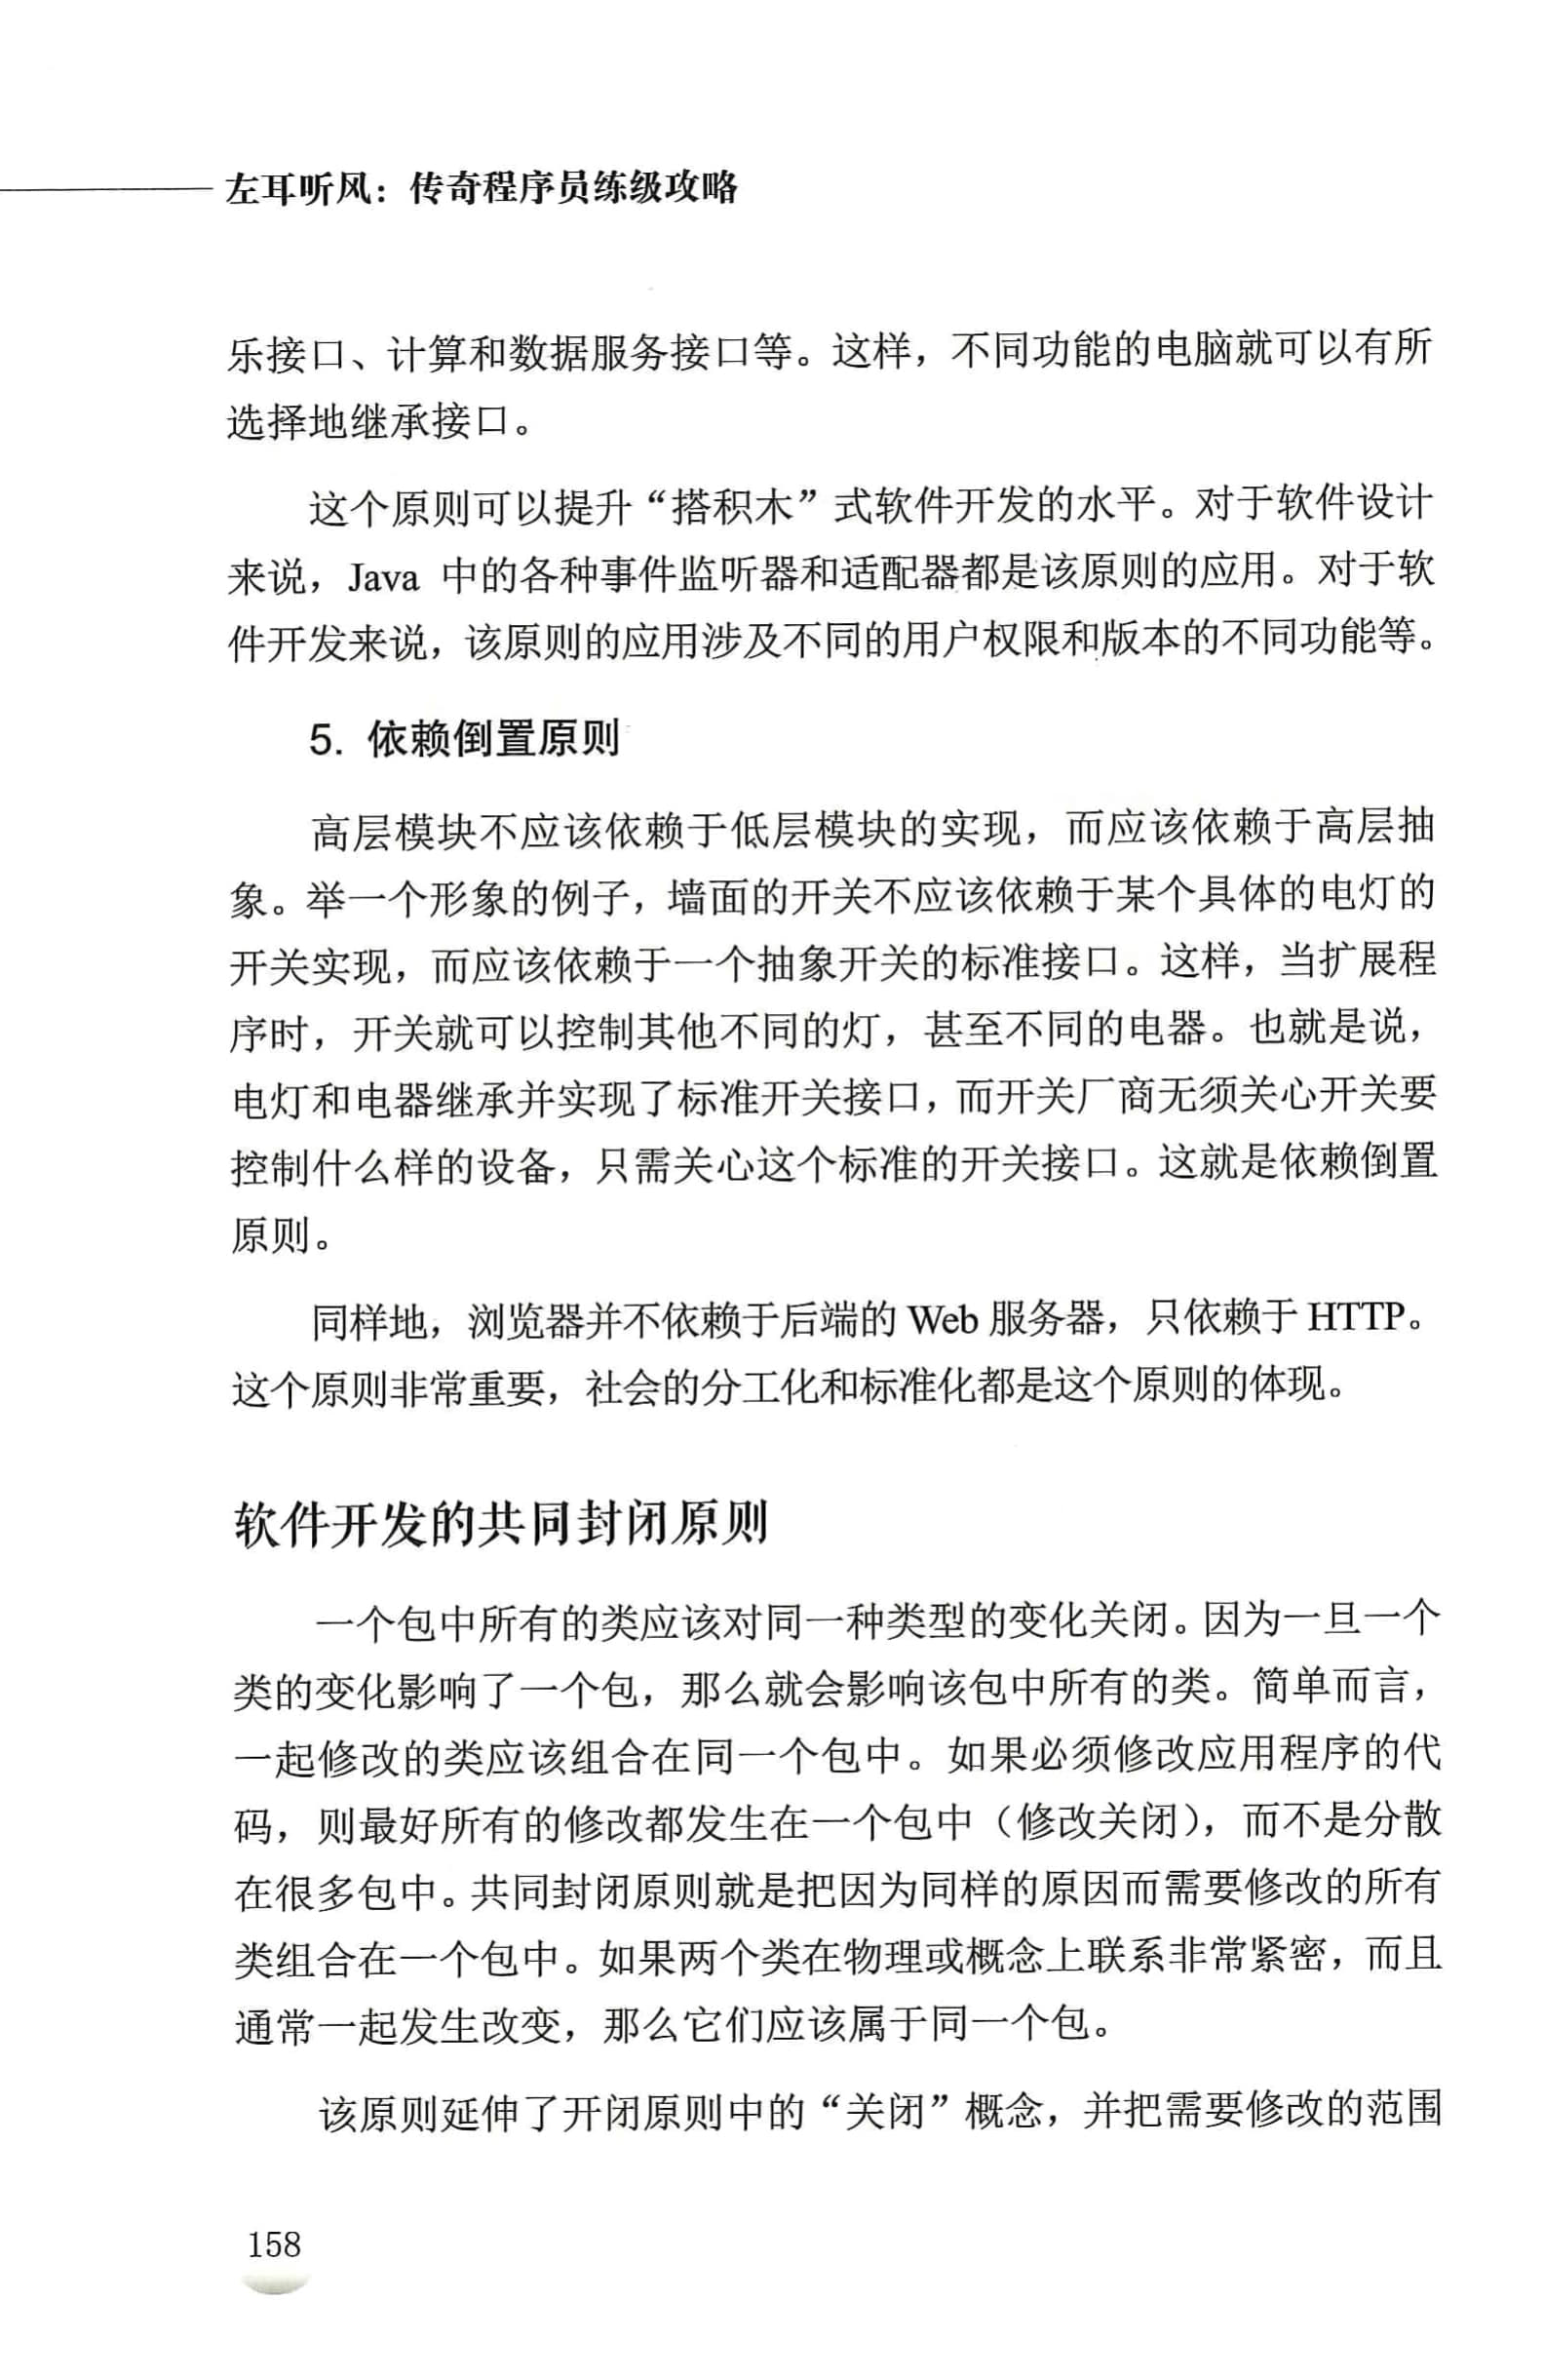 左耳听风：传奇程序员练级攻略
乐接口、计算和数据服务接口等。这样，不同功能的电脑就可以有所
选择地继承接口。
这个原则可以提升“搭积木”式软件开发的水平。对于软件设计
来说，Java 中的各种事件监听器和适配器都是该原则的应用。对于软
件开发来说，该原则的应用涉及不同的用户权限和版本的不同功能等。
5. 依赖倒置原则
高层模块不应该依赖于低层模块的实现，而应该依赖于高层抽
象。举一个形象的例子，墙面的开关不应该依赖于某个具体的电灯的
开关实现，而应该依赖于一个抽象开关的标准接口。这样，当扩展程
序时，开关就可以控制其他不同的灯，甚至不同的电器。也就是说，
电灯和电器继承并实现了标准开关接口，而开关厂商无须关心开关要
控制什么样的设备，只需关心这个标准的开关接口。这就是依赖倒置
原则。
同样地，浏览器并不依赖于后端的 Web 服务器，只依赖于 HTTP。
这个原则非常重要，社会的分工化和标准化都是这个原则的体现。
软件开发的共同封闭原则
一个包中所有的类应该对同一种类型的变化关闭。因为一旦一个
类的变化影响了一个包，那么就会影响该包中所有的类。简单而言，
一起修改的类应该组合在同一个包中。如果必须修改应用程序的代
码，则最好所有的修改都发生在一个包中（修改关闭），而不是分散
在很多包中。共同封闭原则就是把因为同样的原因而需要修改的所有
类组合在一个包中。如果两个类在物理或概念上联系非常紧密，而且
通常一起发生改变，那么它们应该属于同一个包。
该原则延伸了开闭原则中的“关闭”概念，并把需要修改的范围
158